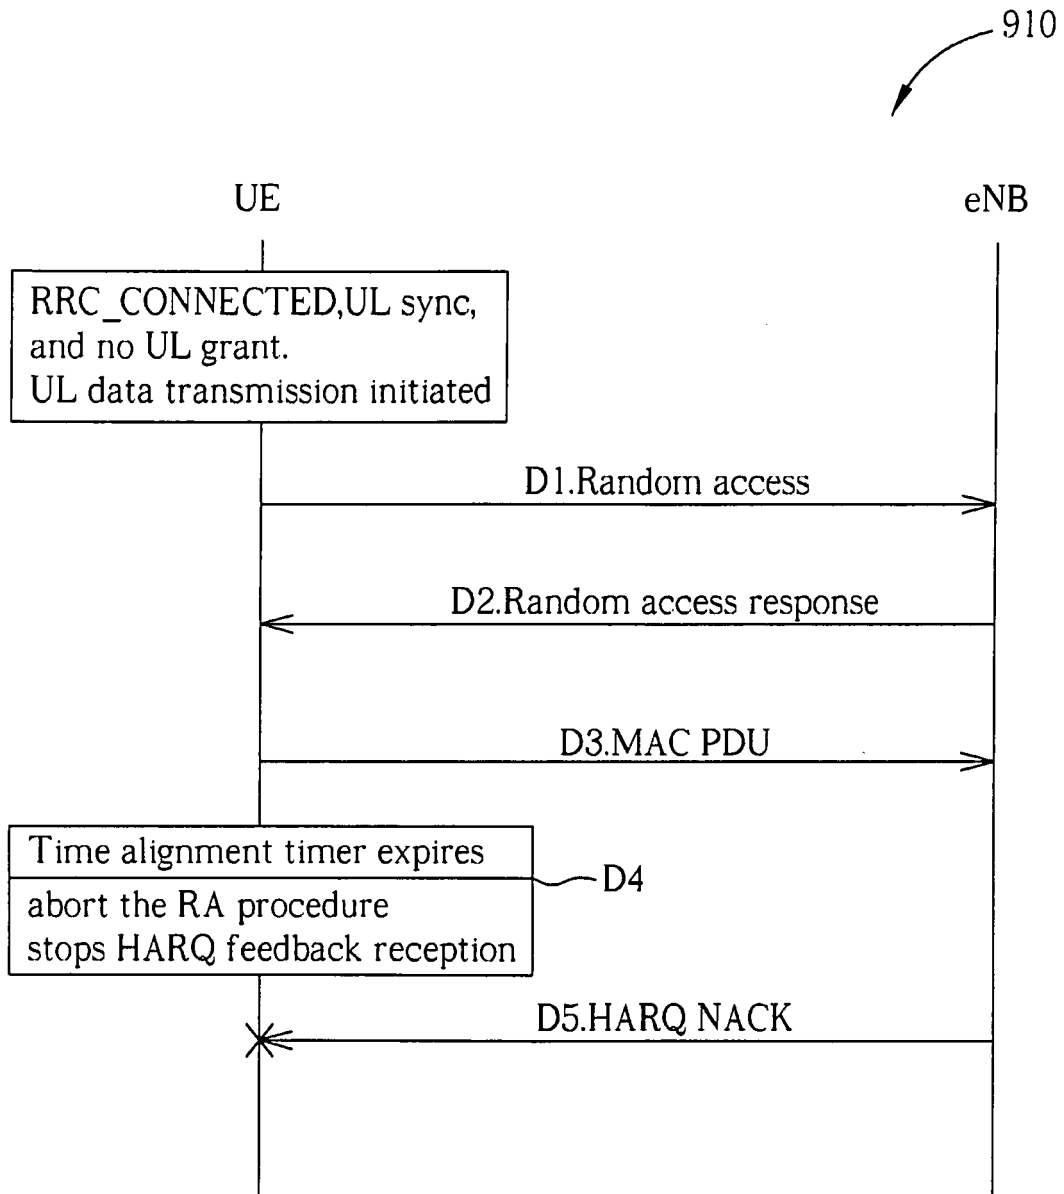 910
UE
eNB
RRC_CONNECTED,UL sync,
and no UL grant.
UL data transmission initiated
D1.Random access
D2.Random access response
D3.MAC PDU
Time alignment timer expires
D4
abort the RA procedure
stops HARQ feedback reception
D5.HARQ NACK